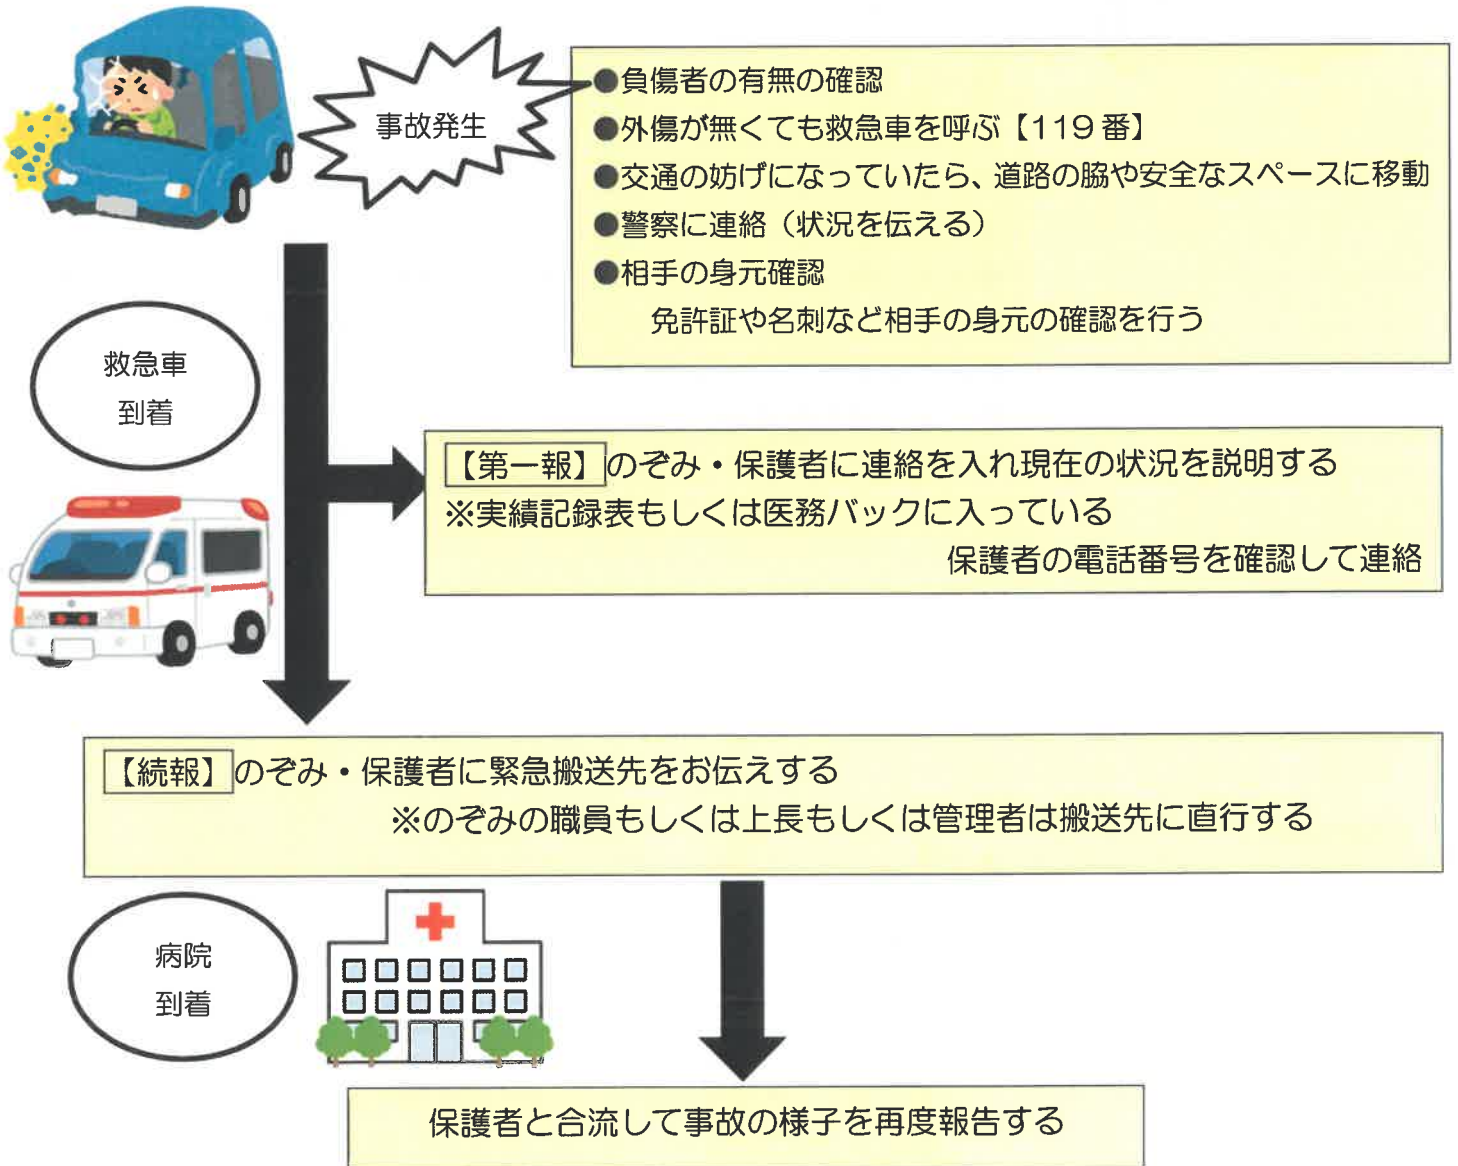 事故発生
●負傷者の有無の確認
●外傷が無くても救急車を呼ぶ【119番】
●交通の妨げになっていたら、道路の脇や安全なスペースに移動
●警察に連絡（状況を伝える）
●相手の身元確認
免許証や名刺など相手の身元の確認を行う
救急車
到着
【第一報】のぞみ・保護者に連絡を入れ現在の状況を説明する
※実績記録表もしくは医務バックに入っている
保護者の電話番号を確認して連絡
【続報】のぞみ・保護者に緊急搬送先をお伝えする
※のぞみの職員もしくは上長もしくは管理者は搬送先に直行する
病院
到着
保護者と合流して事故の様子を再度報告する